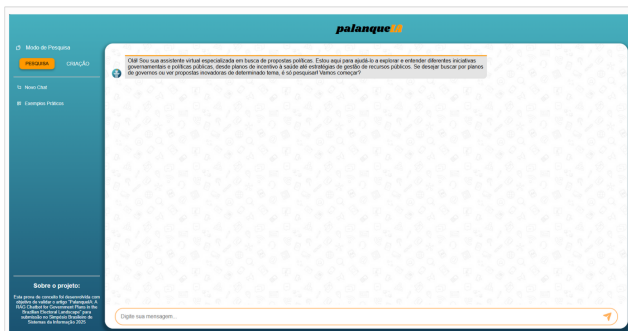 palanqueIA
Modo de Pesquisa
PESQUISA
CRIAÇÃO
Novo Chat
Exemplos Práticos
Olá! Sou sua assistente virtual especializada em busca de propostas políticas. Estou aqui para ajudá-lo a explorar e entender diferentes iniciativas
governamentais e políticas públicas, desde planos de incentivo à saúde até estratégias de gestão de recursos públicos. Se desejar buscar por planos
de governos ou ver propostas inovadoras de determinado tema, é só pesquisar! Vamos começar?
Sobre o projeto:
Esta prova de conceito foi desenvolvida com
objetivo de validar o artigo "PalanqueIA: A
RAG Chatbot for Government Plans in the
Brazilian Electoral Landscape" para
submissão no Simpósio Brasileiro de
Sistemas da Informação 2025
Digite sua mensagem...